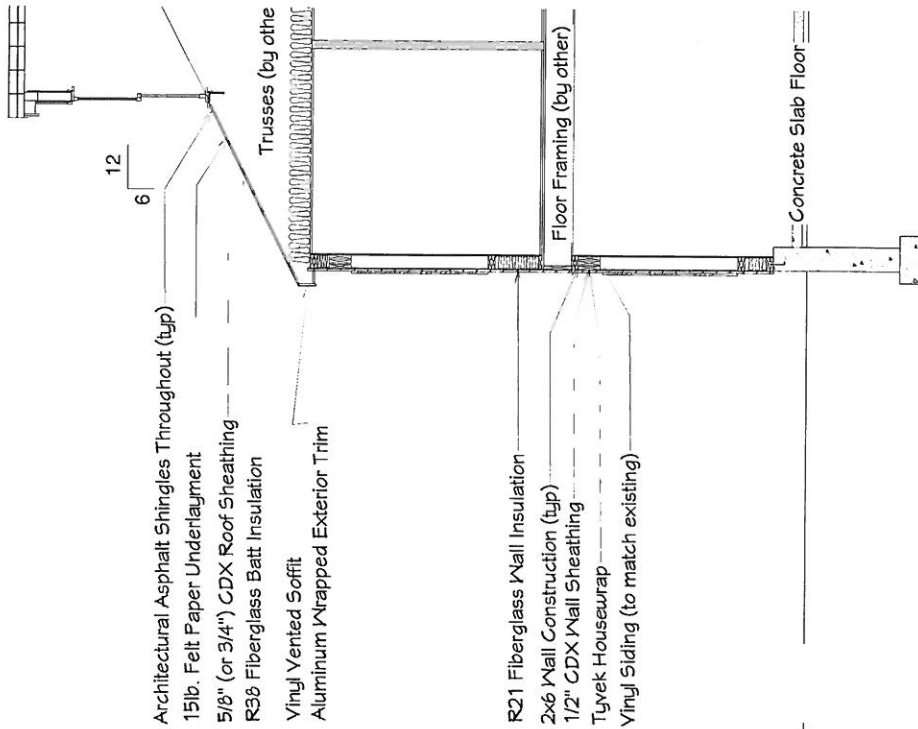 12
6
Architectural Asphalt Shingles Throughout (typ)
15lb. Felt Paper Underlayment
5/8" (or 3/4") CDX Roof Sheathing
R38 Fiberglass Batt Insulation
Vinyl Vented Soffit
Aluminum Wrapped Exterior Trim
Trusses (by othe
R21 Fiberglass Wall Insulation
2x6 Wall Construction (typ)
1/2" CDX Wall Sheathing
Tyvek Housewrap
Vinyl Siding (to match existing)
Floor Framing (by other)
Concrete Slab Floor